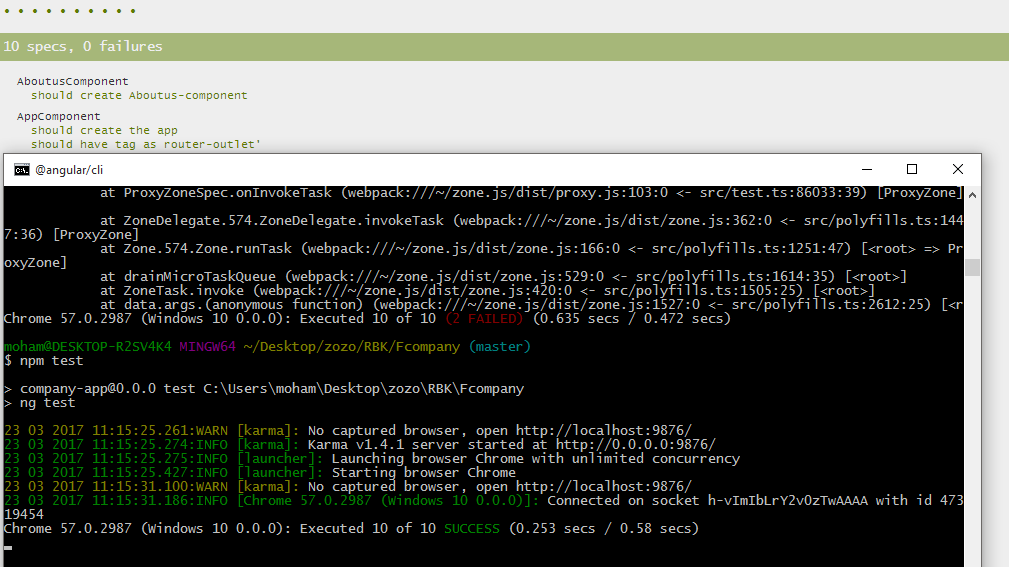 • • • • • • • • • •
10 specs, 0 failures
AboutusComponent
should create Aboutus-component
AppComponent
should create the app
should have tag as router-outlet'
@angular/cli
at ProxyZoneSpec.onInvokeTask (webpack:///~/zone.js/dist/proxy.js:103:0 <- src/test.ts:86033:39) [ProxyZone]
at ZoneDelegate.574.ZoneDelegate.invokeTask (webpack:///~/zone.js/dist/zone.js:362:0 <- src/polyfills.ts:144
7:36) [ProxyZone]
at Zone.574.Zone.runTask (webpack:///~/zone.js/dist/zone.js:166:0 <- src/polyfills.ts:1251:47) [<root> => Pr
oxyZone]
at drainMicroTaskQueue (webpack:///~/zone.js/dist/zone.js:529:0 <- src/polyfills.ts:1614:35) [<root>]
at ZoneTask.invoke (webpack:///~/zone.js/dist/zone.js:420:0 <- src/polyfills.ts:1505:25) [<root>]
at data.args.(anonymous function) (webpack:///~/zone.js/dist/zone.js:1527:0 <- src/polyfills.ts:2612:25) [<r
Chrome 57.0.2987 (Windows 10 0.0.0): Executed 10 of 10 (2 FAILED) (0.635 secs / 0.472 secs)
moham@DESKTOP-R2SV4K4 MINGW64 ~/Desktop/zozo/RBK/Fcompany (master)
$ npm test
> company-app@0.0.0 test C:\Users\moham\Desktop\zozo\RBK\Fcompany
> ng test
23 03 2017 11:15:25.261:WARN [karma]: No captured browser, open http://localhost:9876/
23 03 2017 11:15:25.274:INFO [karma]: Karma v1.4.1 server started at http://0.0.0.0:9876/
23 03 2017 11:15:25.275:INFO [launcher]: Launching browser Chrome with unlimited concurrency
23 03 2017 11:15:25.427:INFO [launcher]: Starting browser Chrome
23 03 2017 11:15:31.100:WARN [karma]: No captured browser, open http://localhost:9876/
23 03 2017 11:15:31.186:INFO [Chrome 57.0.2987 (Windows 10 0.0.0)]: Connected on socket h-vImIbLrY2vOzTwAAAA with id 473
19454
Chrome 57.0.2987 (Windows 10 0.0.0): Executed 10 of 10 SUCCESS (0.253 secs / 0.58 secs)